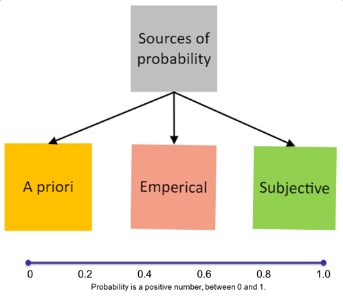 Sources of
probability
A priori
Emperical
Subjective
0 0.2 0.4 0.6 0.8 1.0
Probability is a positive number, between 0 and 1.